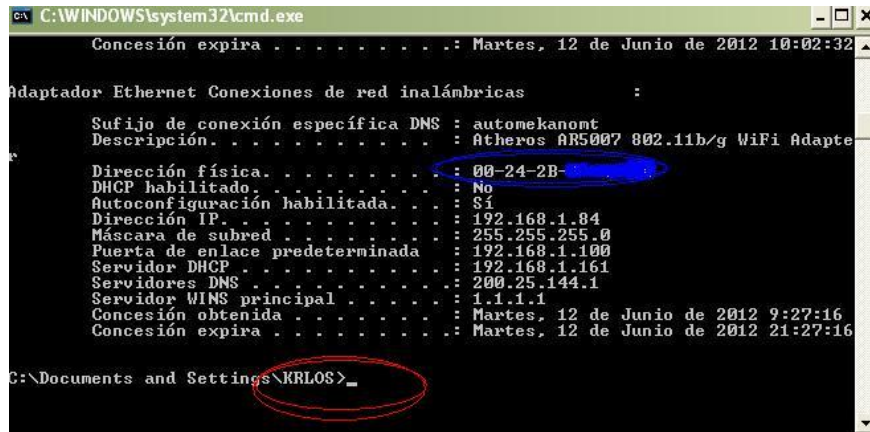 C:\WINDOWS\system32\cmd.exe
Concesión expira . . . . . . . . . .: Martes, 12 de Junio de 2012 10:02:32
Adaptador Ethernet Conexiones de red inalámbricas :
Sufijo de conexión específica DNS : automekanomt
Descripción. . . . . . . . . . . : Atheros AR5007 802.11b/g WiFi Adapte
r
Dirección física. . . . . . . . . : 00-24-2B-
DHCP habilitado. . . . . . . . . : No
Autoconfiguración habilitada. . . : Sí
Dirección IP. . . . . . . . . . . : 192.168.1.84
Máscara de subred . . . . . . . . : 255.255.255.0
Puerta de enlace predeterminada : 192.168.1.100
Servidor DHCP . . . . . . . . . . : 192.168.1.161
Servidores DNS . . . . . . . . . .: 200.25.144.1
Servidor WINS principal . . . . . : 1.1.1.1
Concesión obtenida . . . . . . . : Martes, 12 de Junio de 2012 9:27:16
Concesión expira . . . . . . . . .: Martes, 12 de Junio de 2012 21:27:16
C:\Documents and Settings\KRLOS>_